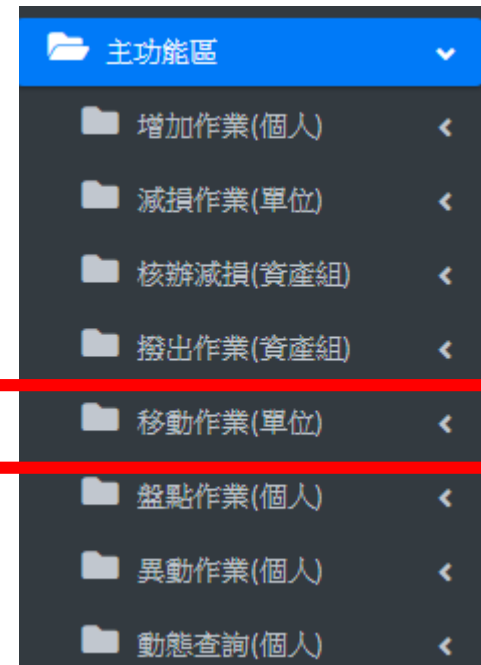 主功能區
增加作業(個人)
減損作業(單位)
核辦減損(資產組)
撥出作業(資產組)
移動作業(單位)
盤點作業(個人)
異動作業(個人)
動態查詢(個人)